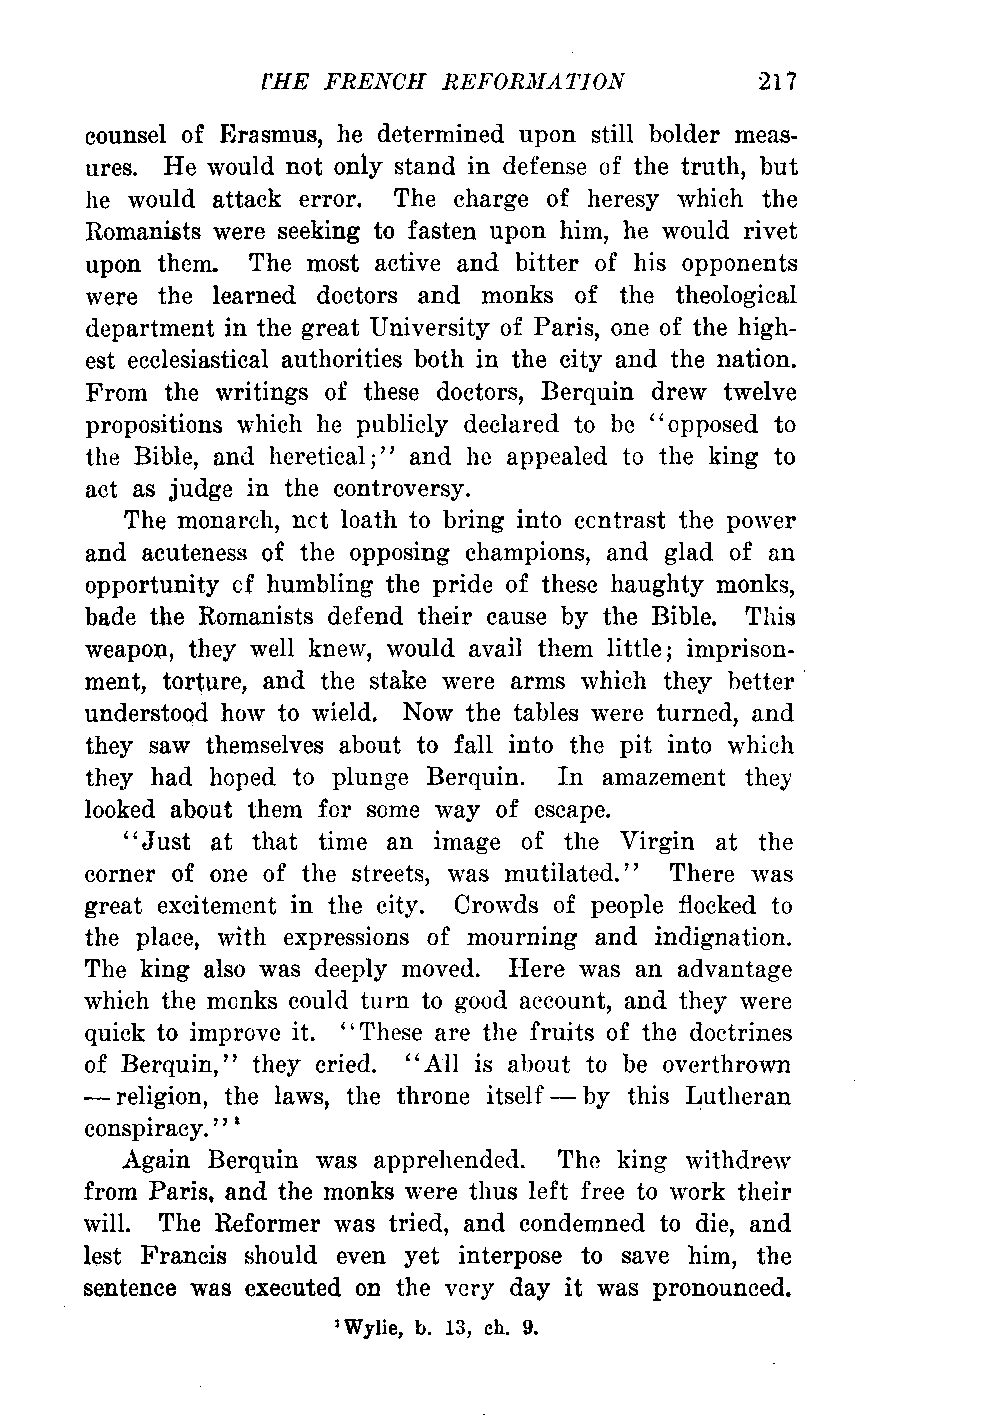 THE FRENCH REFORMATION 217
counsel of Erasmus, he determined upon still bolder meas-
ures. He would not only stand in defense of the truth, but
he would attack error. The charge of heresy which the
Romanists were seeking to fasten upon him, he would rivet
upon them. The most active and bitter of his opponents
were the learned doctors and monks of the theological
department in the great University of Paris, one of the high-
est ecclesiastical authorities both in the city and the nation.
From the writings of these doctors, Berquin drew twelve
propositions which he publicly declared to be "opposed to
the Bible, and heretical;" and he appealed to the king to
act as judge in the controversy.
The monarch, not loath to bring into contrast the power
and acuteness of the opposing champions, and glad of an
opportunity of humbling the pride of these haughty monks,
bade the Romanists defend their cause by the Bible. This
weapon, they well knew, would avail them little; imprison-
ment, torture, and the stake were arms which they better
understood how to wield. Now the tables were turned, and
they saw themselves about to fall into the pit into which
they had hoped to plunge Berquin. In amazement they
looked about them for some way of escape.
"Just at that time an image of the Virgin at the
corner of one of the streets, was mutilated." There was
great excitement in the city. Crowds of people flocked to
the place, with expressions of mourning and indignation.
The king also was deeply moved. Here was an advantage
which the monks could turn to good account, and they were
quick to improve it. "These are the fruits of the doctrines
of Berquin," they cried. "All is about to be overthrown
— religion, the laws, the throne itself — by this Lutheran
conspiracy."¹
Again Berquin was apprehended. The king withdrew
from Paris, and the monks were thus left free to work their
will. The Reformer was tried, and condemned to die, and
lest Francis should even yet interpose to save him, the
sentence was executed on the very day it was pronounced.
¹Wylie, b. 13, ch. 9.